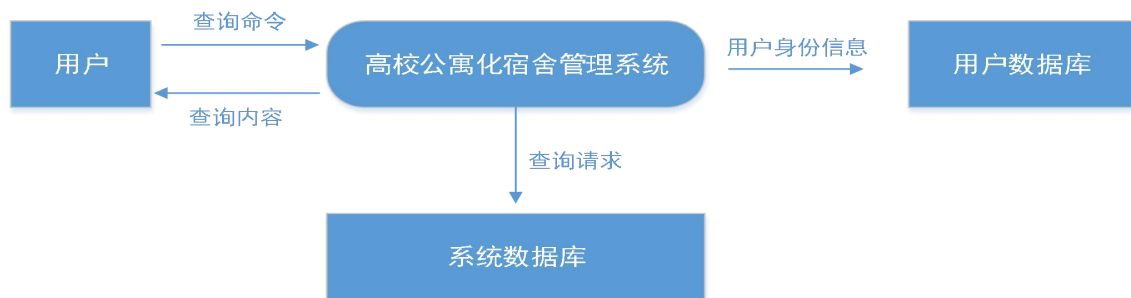 查询命令
用户
高校公寓化宿舍管理系统
用户身份信息
用户数据库
查询内容
查询请求
系统数据库